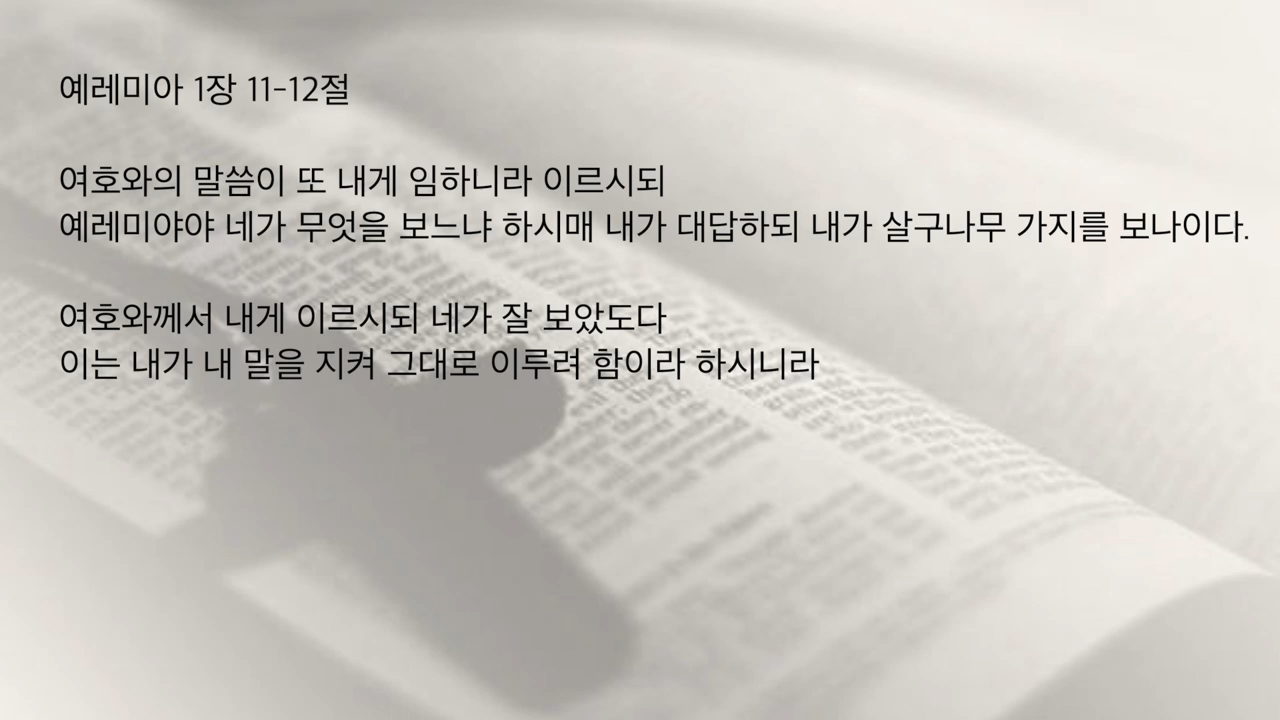 예레미아 1장 11-12절
여호와의 말씀이 또 내게 임하니라 이르시되
예레미야야 네가 무엇을 보느냐 하시매 내가 대답하되 내가 살구나무 가지를 보나이다.
여호와께서 내게 이르시되 네가 잘 보았도다
이는 내가 내 말을 지켜 그대로 이루려 함이라 하시니라